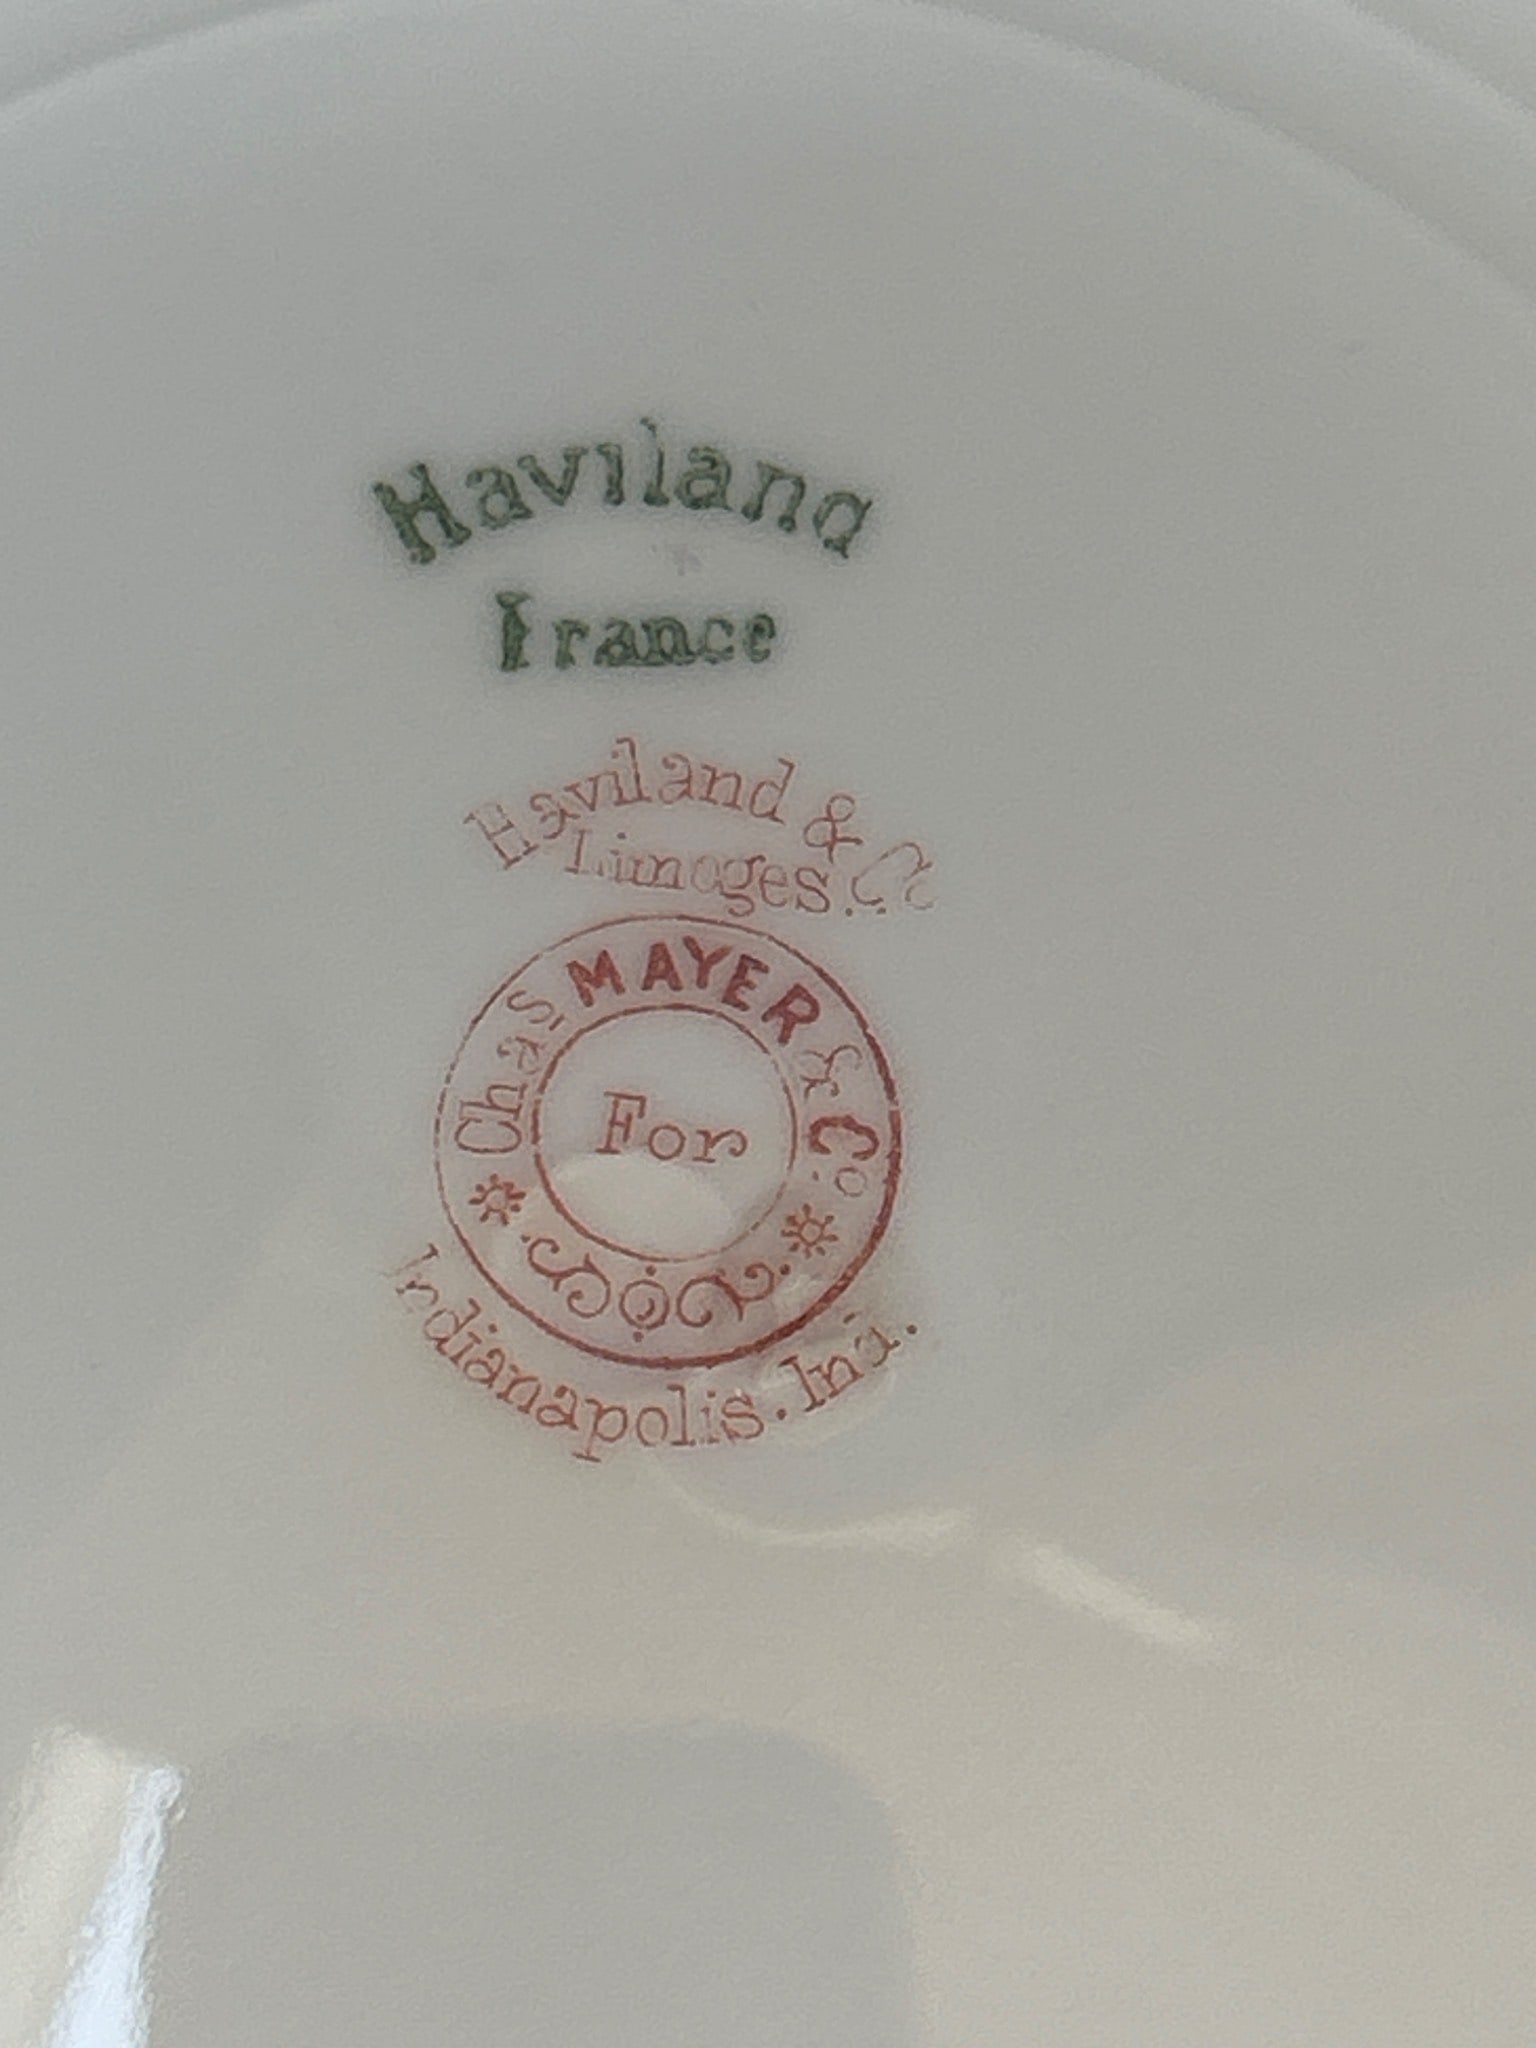 Haviland
France
Haviland & Co
Limoges.
Chas MAYER & Co
For
Indianapolis. Ind.